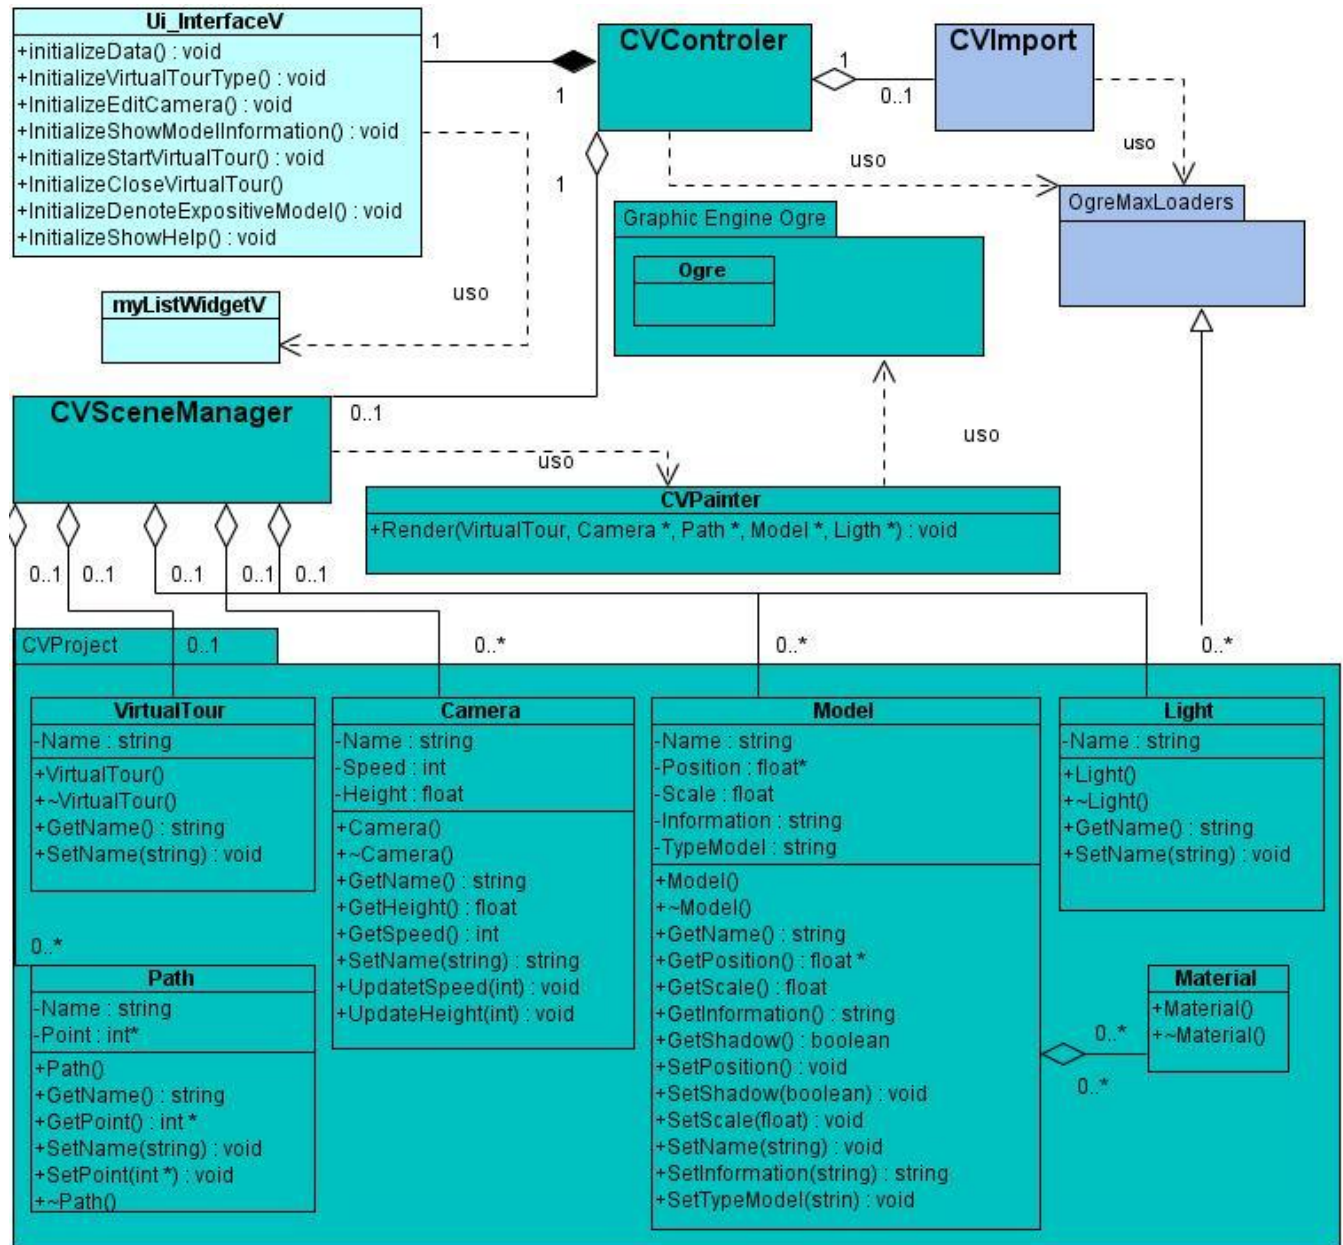 Ui_InterfaceV
+initializeData() : void
+InitializeVirtualTourType() : void
+InitializeEditCamera() : void
+InitializeShowModelInformation() : void
+InitializeStartVirtualTour() : void
+InitializeCloseVirtualTour()
+InitializeDenoteExpositiveModel() : void
+InitializeShowHelp() : void
1
1
CVControler
1
0..1
CVImport
uso
uso
1
OgreMaxLoaders
Graphic Engine Ogre
Ogre
uso
myListWidgetV
CVSceneManager
0..1
uso
uso
CVPainter
+Render(VirtualTour, Camera *, Path *, Model *, Ligth *) : void
0..1 0..1 0..1 0..1 0..1
CVProject
0..1
0..*
0..*
0..*
VirtualTour
-Name : string
+VirtualTour()
+~VirtualTour()
+GetName() : string
+SetName(string) : void
Camera
-Name : string
-Speed : int
-Height : float
+Camera()
+~Camera()
+GetName() : string
+GetHeight() : float
+GetSpeed() : int
+SetName(string) : string
+UpdatetSpeed(int) : void
+UpdateHeight(int) : void
Model
-Name : string
-Position : float*
-Scale : float
-Information : string
-TypeModel : string
+Model()
+~Model()
+GetName() : string
+GetPosition() : float *
+GetScale() : float
+GetInformation() : string
+GetShadow() : boolean
+SetPosition() : void
+SetShadow(boolean) : void
+SetScale(float) : void
+SetName(string) : void
+SetInformation(string) : string
+SetTypeModel(strin) : void
Light
-Name : string
+Light()
+~Light()
+GetName() : string
+SetName(string) : void
0..*
Path
-Name : string
-Point : int*
+Path()
+GetName() : string
+GetPoint() : int *
+SetName(string) : void
+SetPoint(int *) : void
+~Path()
0..*
0..*
Material
+Material()
+~Material()